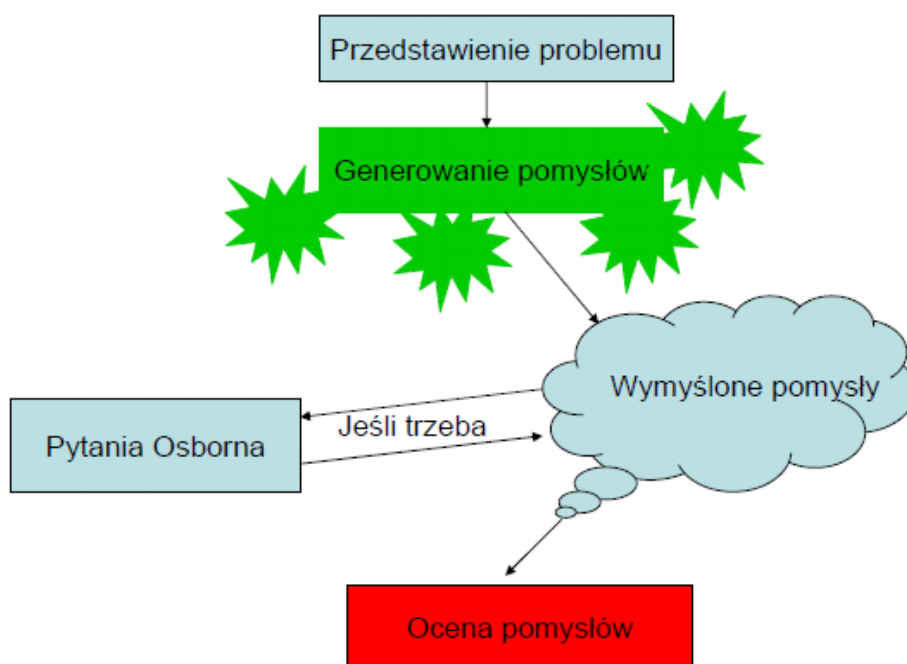 Przedstawienie problemu
Generowanie pomysłów
Wymyślone pomysły
Jeśli trzeba
Pytania Osborna
Ocena pomysłów